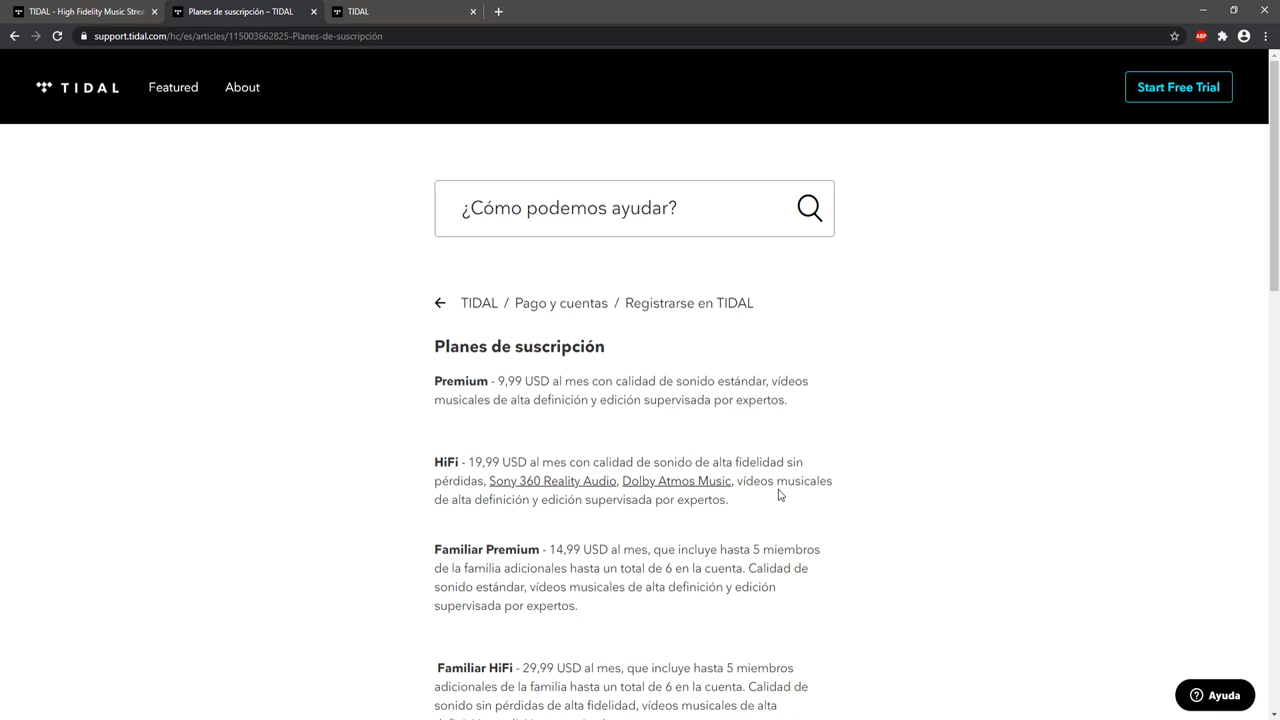 TIDAL - High Fidelity Music Strea
Planes de suscripción – TIDAL
TIDAL
support.tidal.com/hc/es/articles/115003662825-Planes-de-suscripción
ABP
TIDAL
Featured
About
Start Free Trial
¿Cómo podemos ayudar?
TIDAL / Pago y cuentas / Registrarse en TIDAL
Planes de suscripción
Premium - 9,99 USD al mes con calidad de sonido estándar, vídeos
musicales de alta definición y edición supervisada por expertos.
HiFi - 19,99 USD al mes con calidad de sonido de alta fidelidad sin
pérdidas, Sony 360 Reality Audio, Dolby Atmos Music, vídeos musicales
de alta definición y edición supervisada por expertos.
Familiar Premium - 14,99 USD al mes, que incluye hasta 5 miembros
de la familia adicionales hasta un total de 6 en la cuenta. Calidad de
sonido estándar, vídeos musicales de alta definición y edición
supervisada por expertos.
Familiar HiFi - 29,99 USD al mes, que incluye hasta 5 miembros
adicionales de la familia hasta un total de 6 en la cuenta. Calidad de
sonido sin pérdidas de alta fidelidad, vídeos musicales de alta
Ayuda